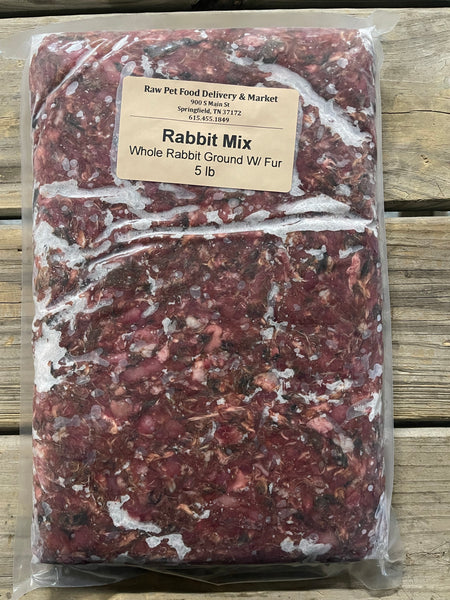 Raw Pet Food Delivery & Market
900 S Main St
Springfield, TN 37172
615.455.1849
Rabbit Mix
Whole Rabbit Ground W/ Fur
5 lb